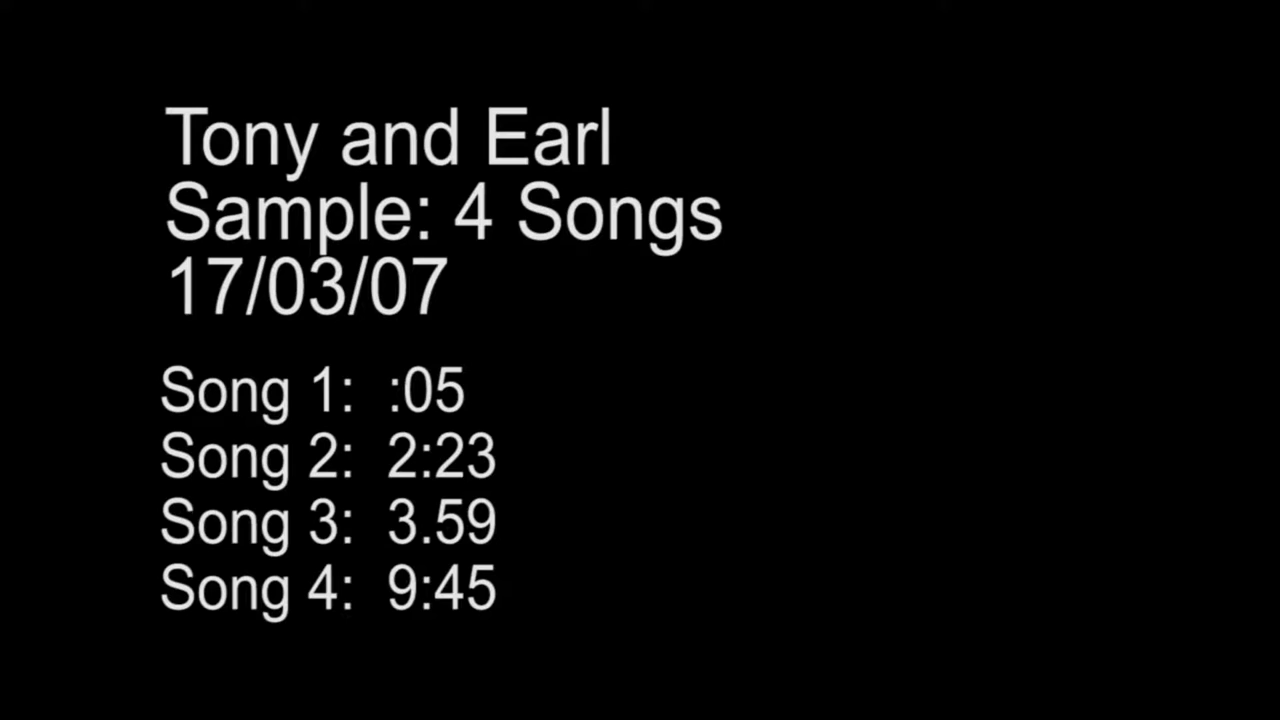 Tony and Earl
Sample: 4 Songs
17/03/07
Song 1: :05
Song 2: 2:23
Song 3: 3.59
Song 4: 9:45